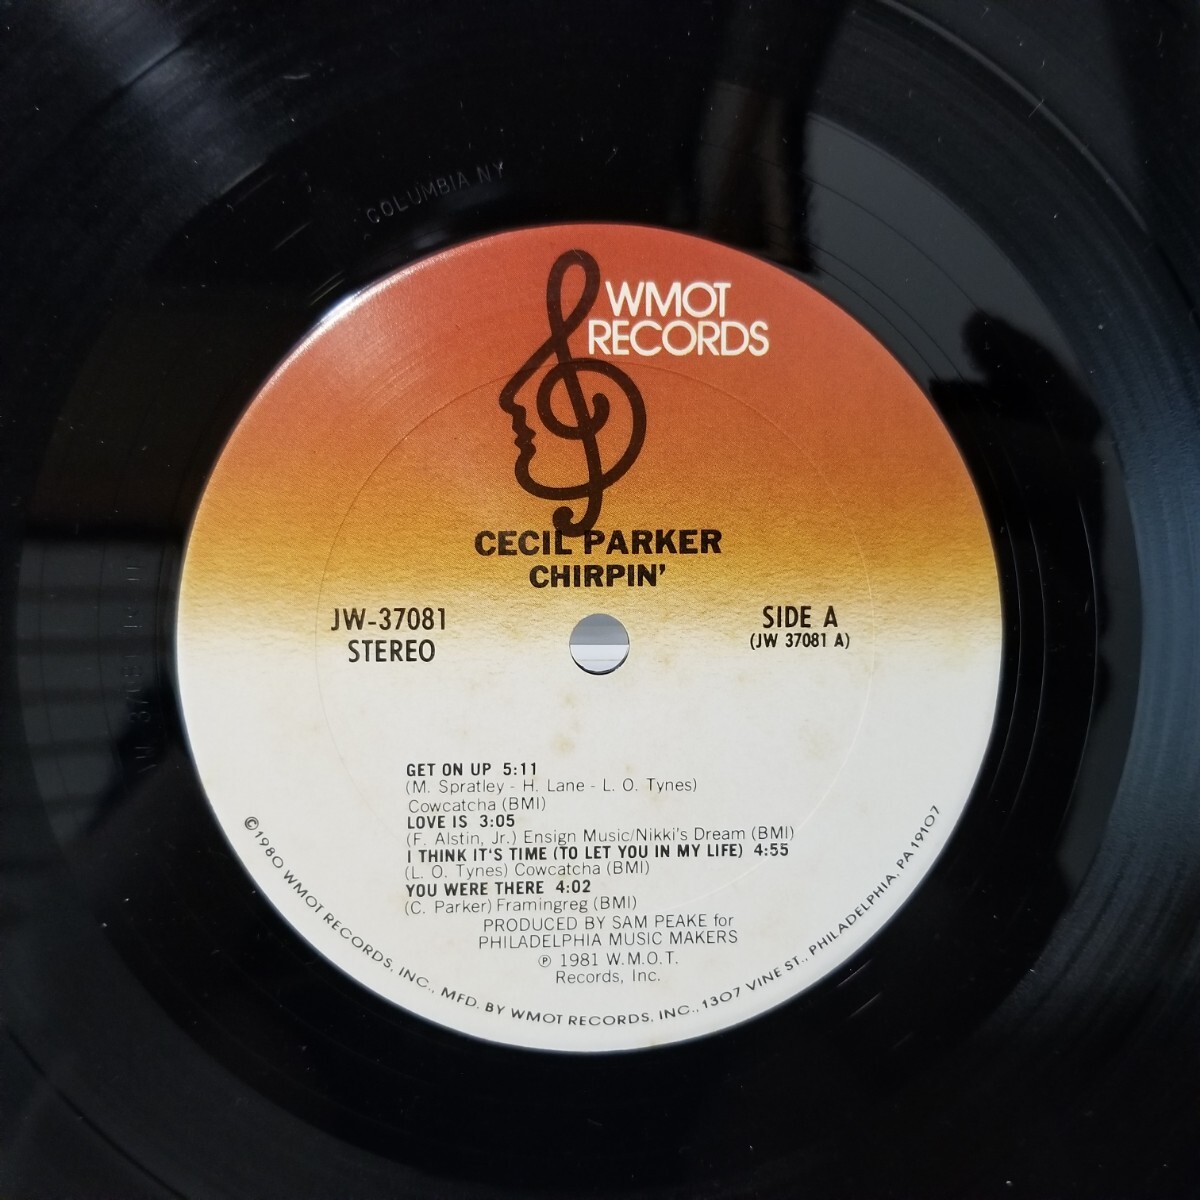 COLUMBIA NY
WMOT
RECORDS
CECIL PARKER
CHIRPIN'
JW-37081
STEREO
SIDE A
(JW 37081 A)
GET ON UP 5:11
(M. Spratley - H. Lane - L. O. Tynes)
Cowcatcha (BMI)
LOVE IS 3:05
(F. Alstin, Jr.) Ensign Music/Nikki's Dream (BMI)
I THINK IT'S TIME (TO LET YOU IN MY LIFE) 4:55
(L. O. Tynes) Cowcatcha (BMI)
YOU WERE THERE 4:02
(C. Parker) Framingreg (BMI)
PRODUCED BY SAM PEAKE for
PHILADELPHIA MUSIC MAKERS
℗ 1981 W.M.O.T.
Records, Inc.
©1980 WMOT RECORDS, INC., MFD. BY WMOT RECORDS, INC., 1307 VINE ST., PHILADELPHIA, PA 19107